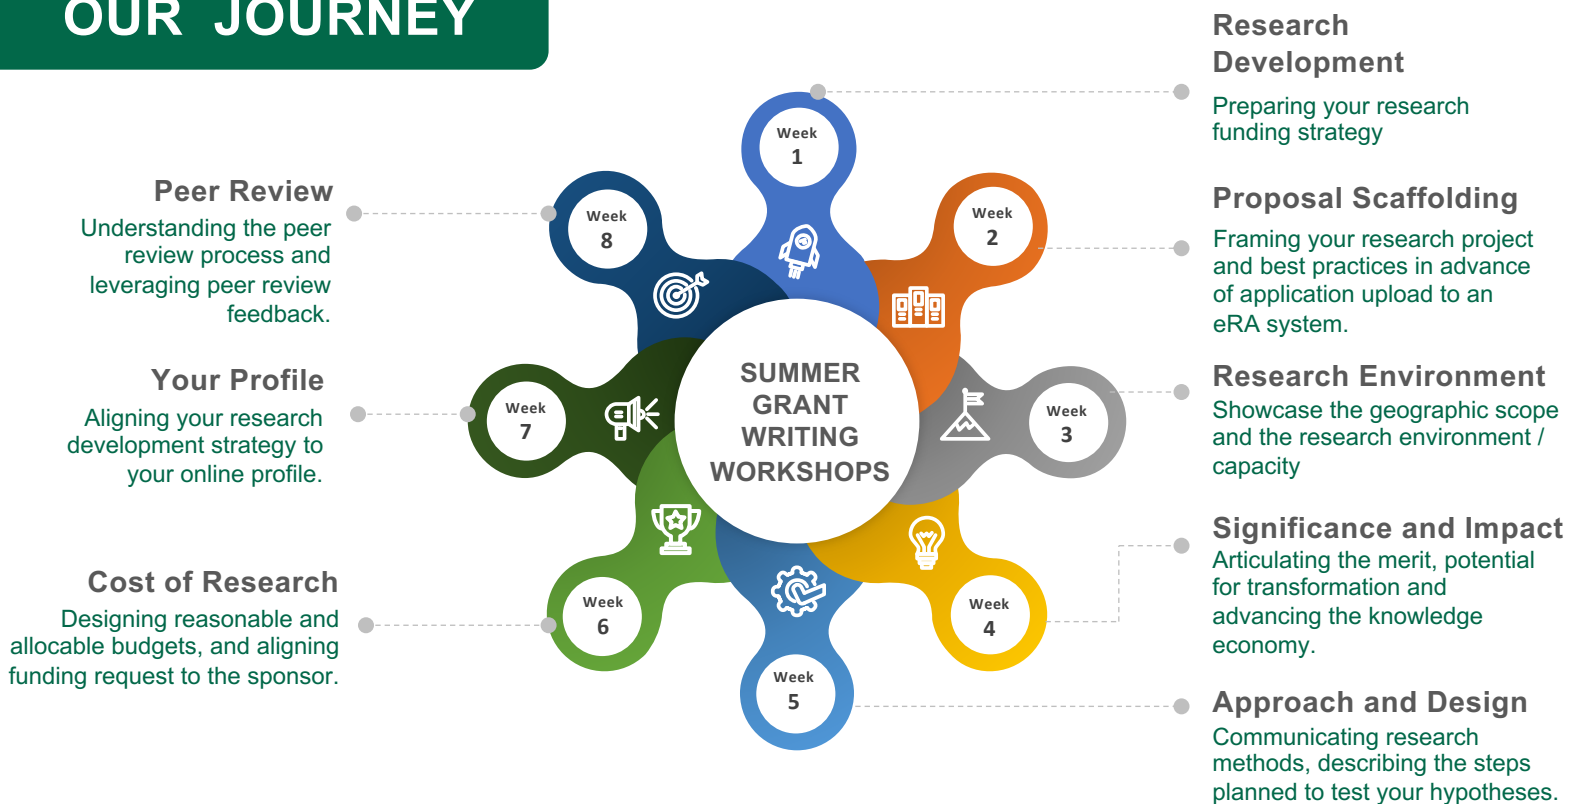 OUR JOURNEY
Research
Development
Preparing your research
funding strategy
Proposal Scaffolding
Framing your research project
and best practices in advance
of application upload to an
eRA system.
Research Environment
Showcase the geographic scope
and the research environment /
capacity
Significance and Impact
Articulating the merit, potential
for transformation and
advancing the knowledge
economy.
Approach and Design
Communicating research
methods, describing the steps
planned to test your hypotheses.
Cost of Research
Designing reasonable and
allocable budgets, and aligning
funding request to the sponsor.
Your Profile
Aligning your research
development strategy to
your online profile.
Peer Review
Understanding the peer
review process and
leveraging peer review
feedback.
Week
1
Week
2
Week
3
Week
4
Week
5
Week
6
Week
7
Week
8
SUMMER
GRANT
WRITING
WORKSHOPS